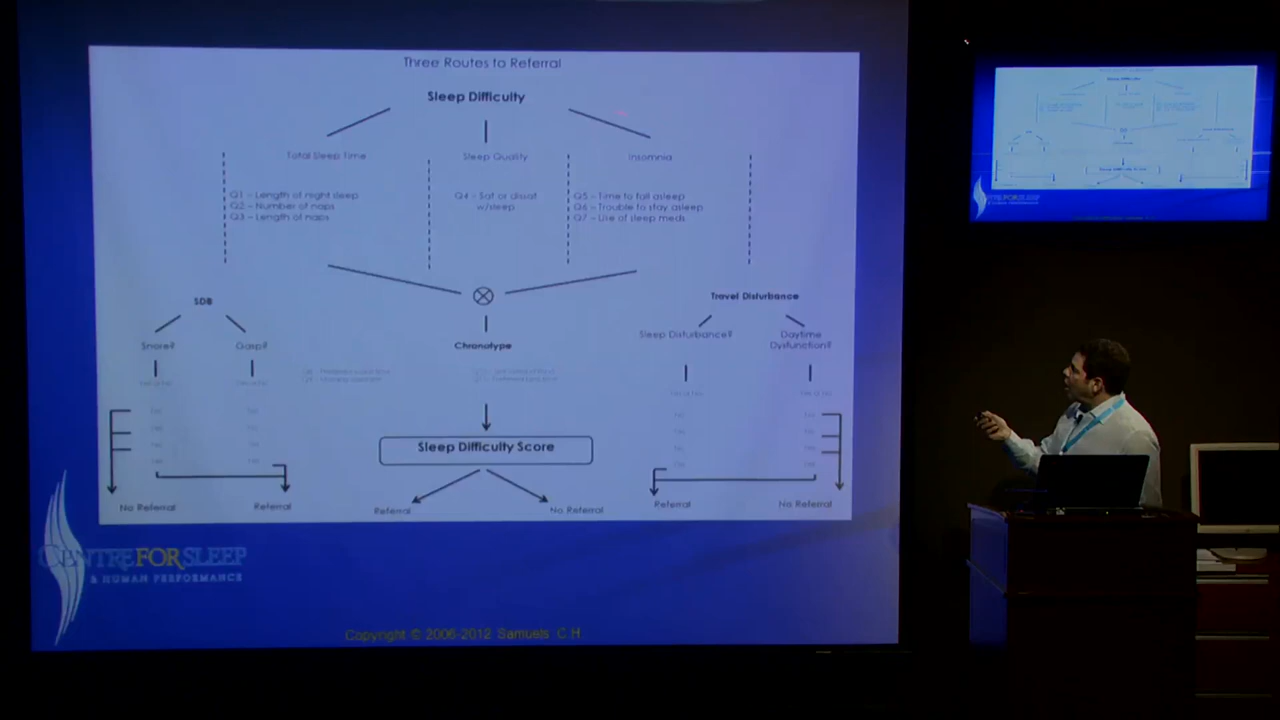 Three Routes to Referral
Sleep Difficulty
Total Sleep Time
Sleep Quality
Insomnia
Q1 – Length of night sleep
Q2 – Number of naps
Q3 – Length of naps
Q4 – Sat or dissat
w/sleep
Q5 – Time to fall asleep
Q6 – Trouble to stay asleep
Q7 – Use of sleep meds
SDB
Snore?
Gasp?
Chronotype
Travel Disturbance
Sleep Disturbance?
Daytime
Dysfunction?
Sleep Difficulty Score
No Referral
Referral
Referral
No Referral
Referral
No Referral
CENTRE FOR SLEEP
& HUMAN PERFORMANCE
Copyright © 2006-2012 Samuels C.H.